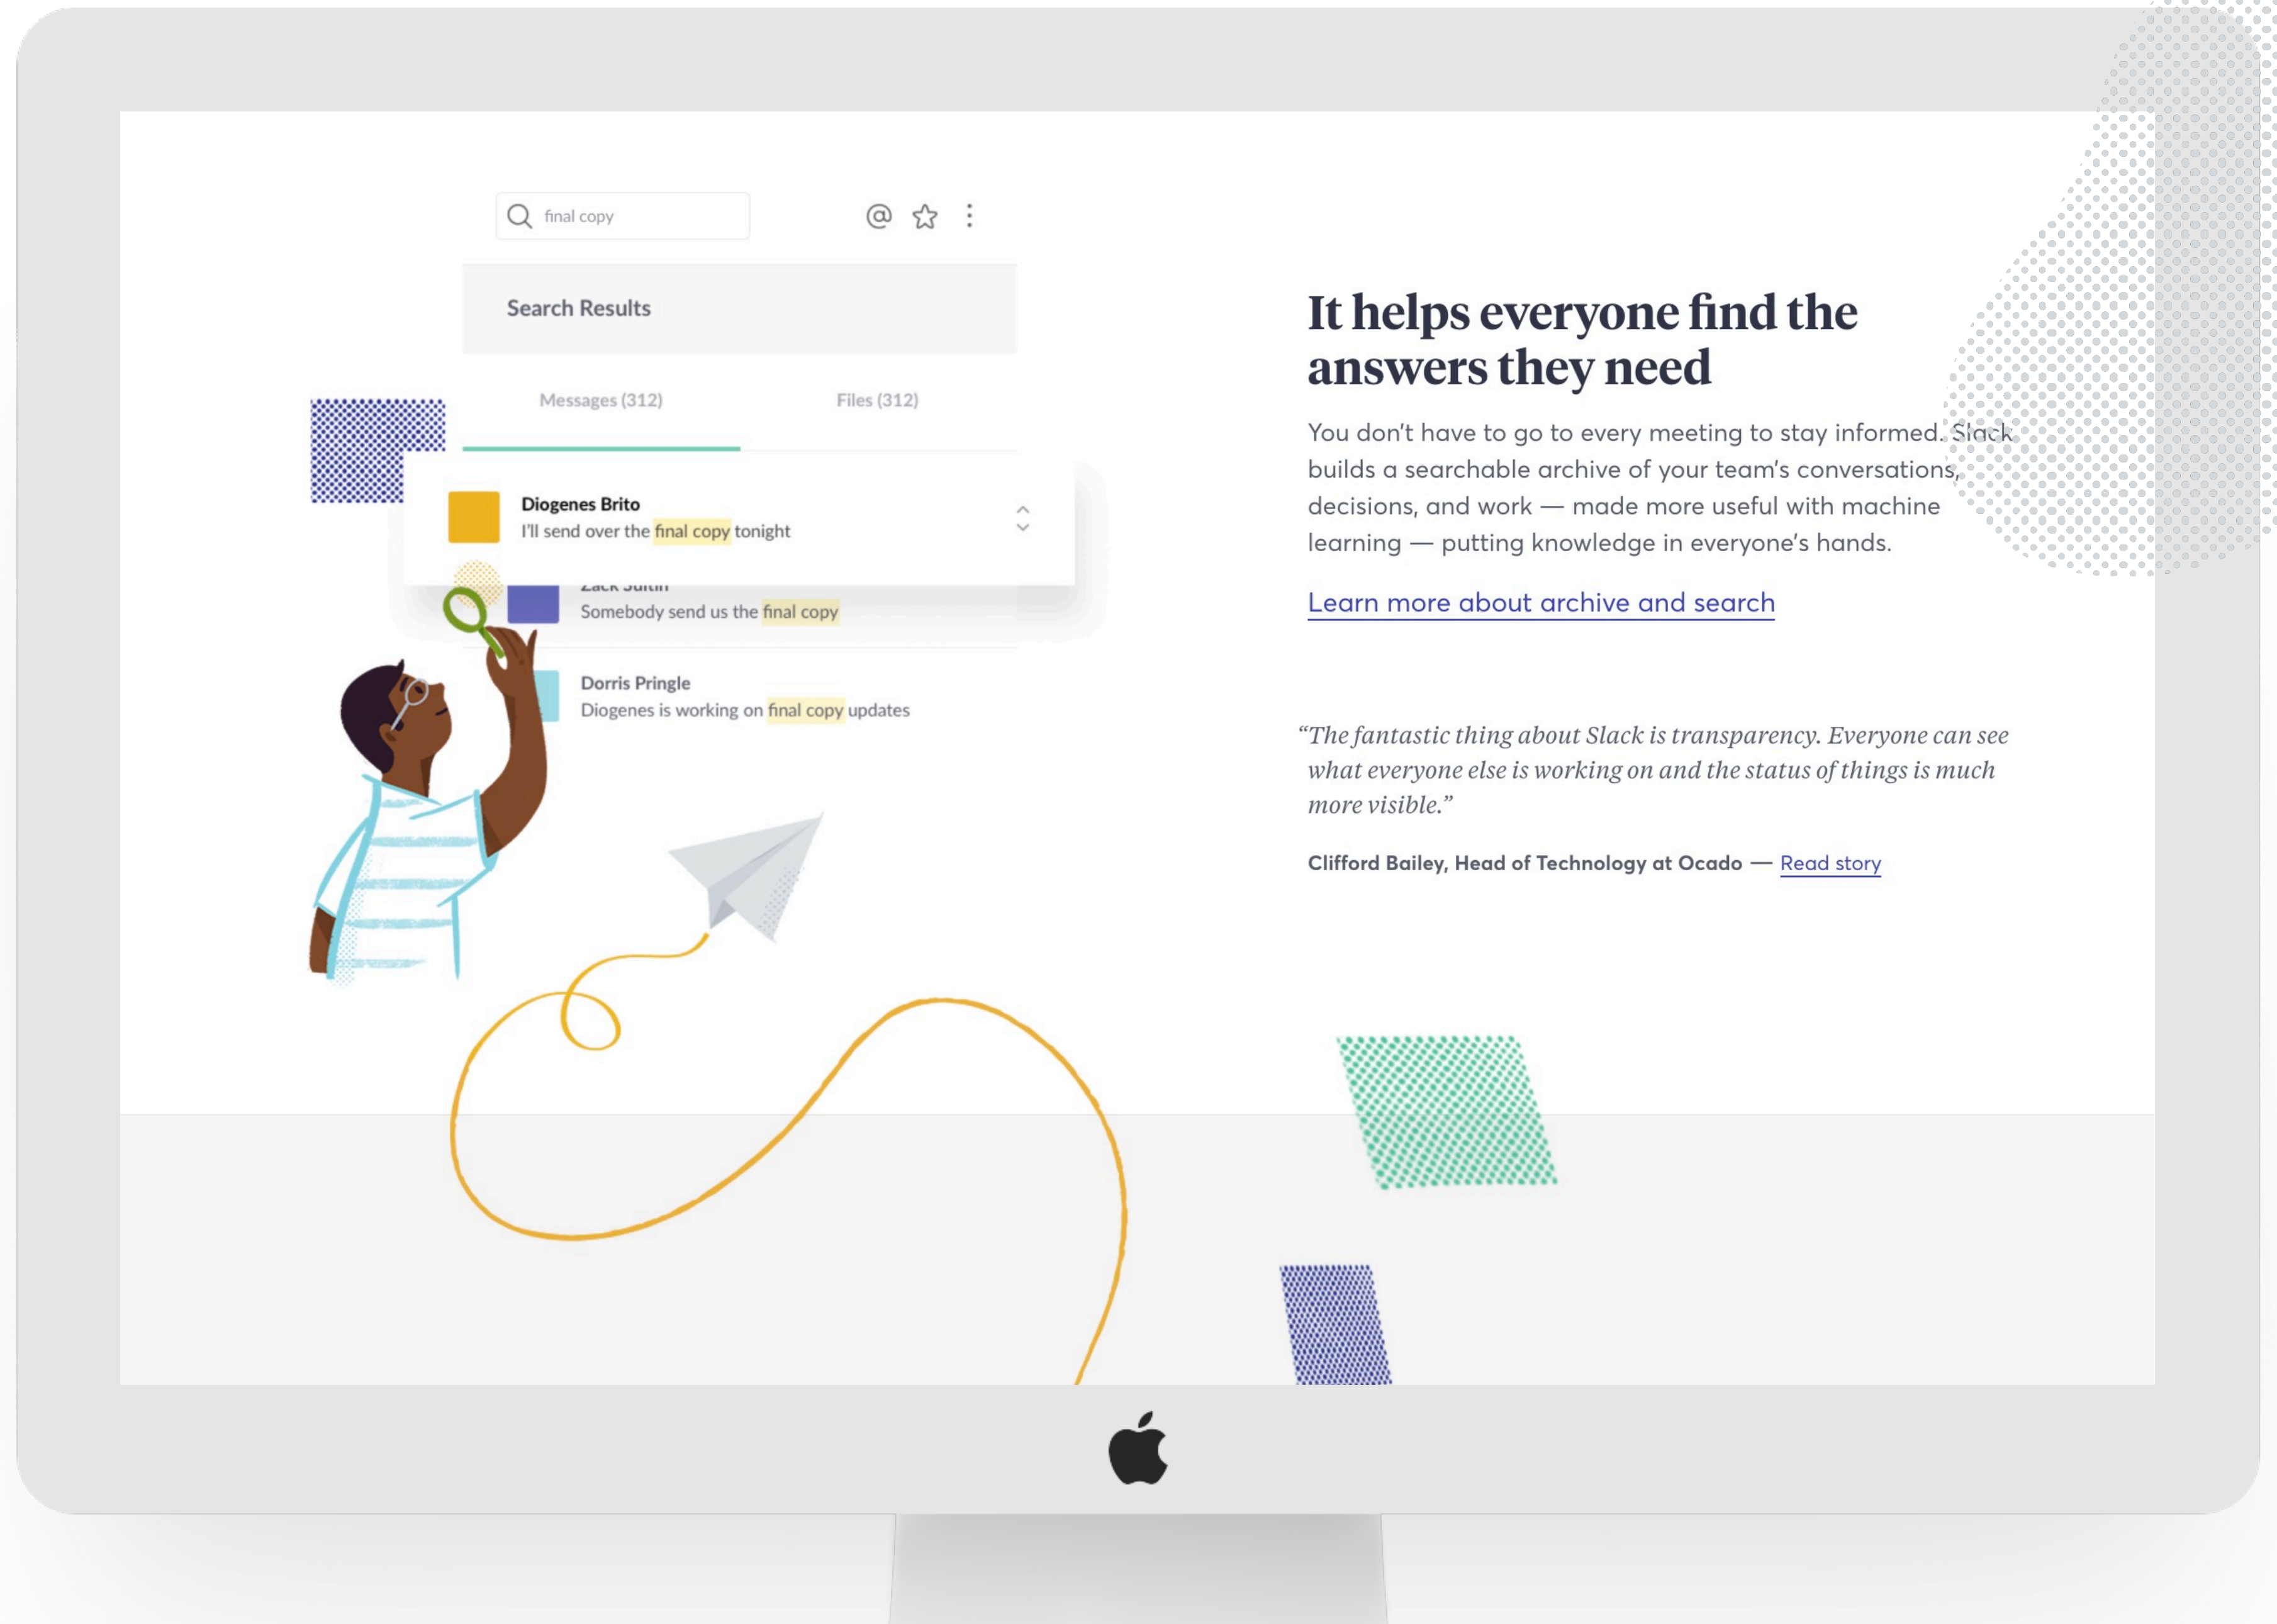 final copy
Search Results
Messages (312)
Files (312)
Diogenes Brito
I'll send over the final copy tonight
Somebody send us the final copy
Dorris Pringle
Diogenes is working on final copy updates
It helps everyone find the
answers they need
You don't have to go to every meeting to stay informed. Slack
builds a searchable archive of your team's conversations,
decisions, and work — made more useful with machine
learning — putting knowledge in everyone's hands.
Learn more about archive and search
“The fantastic thing about Slack is transparency. Everyone can see
what everyone else is working on and the status of things is much
more visible.”
Clifford Bailey, Head of Technology at Ocado — Read story